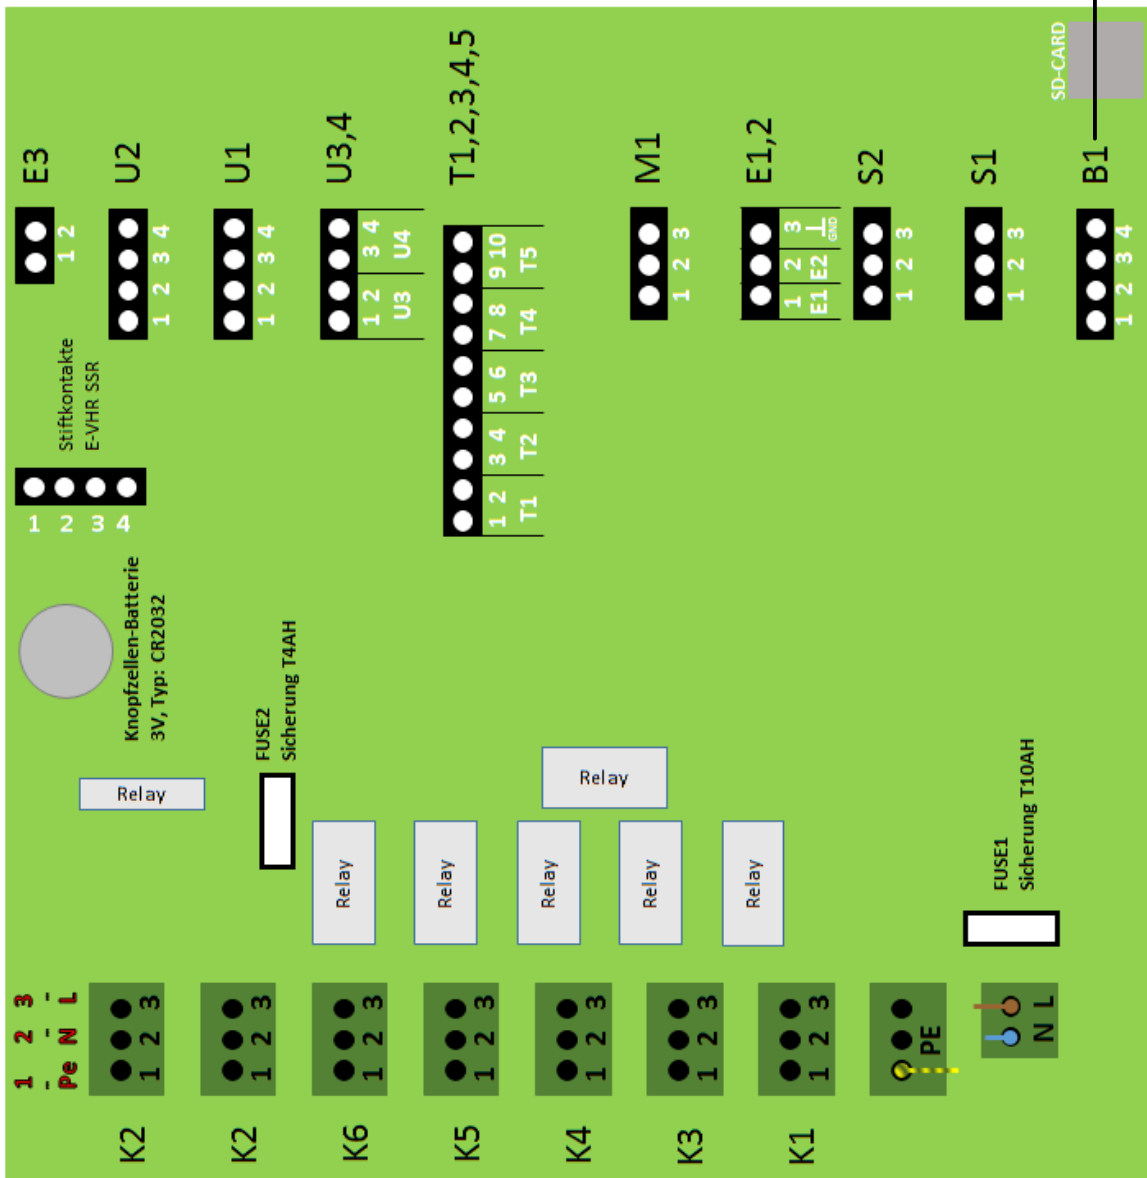 SD-CARD
E3
U2
U1
U3,4
T1,2,3,4,5
M1
E1,2
S2
S1
B1
1 2
1 2 3 4
1 2 3 4
1 2 3 4
U3 U4
1 2 3 4 5 6 7 8 9 10
T1 T2 T3 T4 T5
1 2 3
1 2 3
E1 E2 GND
1 2 3
1 2 3
1 2 3 4
Stiftkontakte
E-VHR SSR
1 2 3 4
Knopfzellen-Batterie
3V, Typ: CR2032
FUSE2
Sicherung T4AH
Relay
Relay
Relay
Relay
Relay
Relay
Relay
FUSE1
Sicherung T10AH
1 2 3
- - -
Pe N L
1 2 3
1 2 3
1 2 3
1 2 3
1 2 3
1 2 3
1 2 3
PE
N L
K2
K2
K6
K5
K4
K3
K1